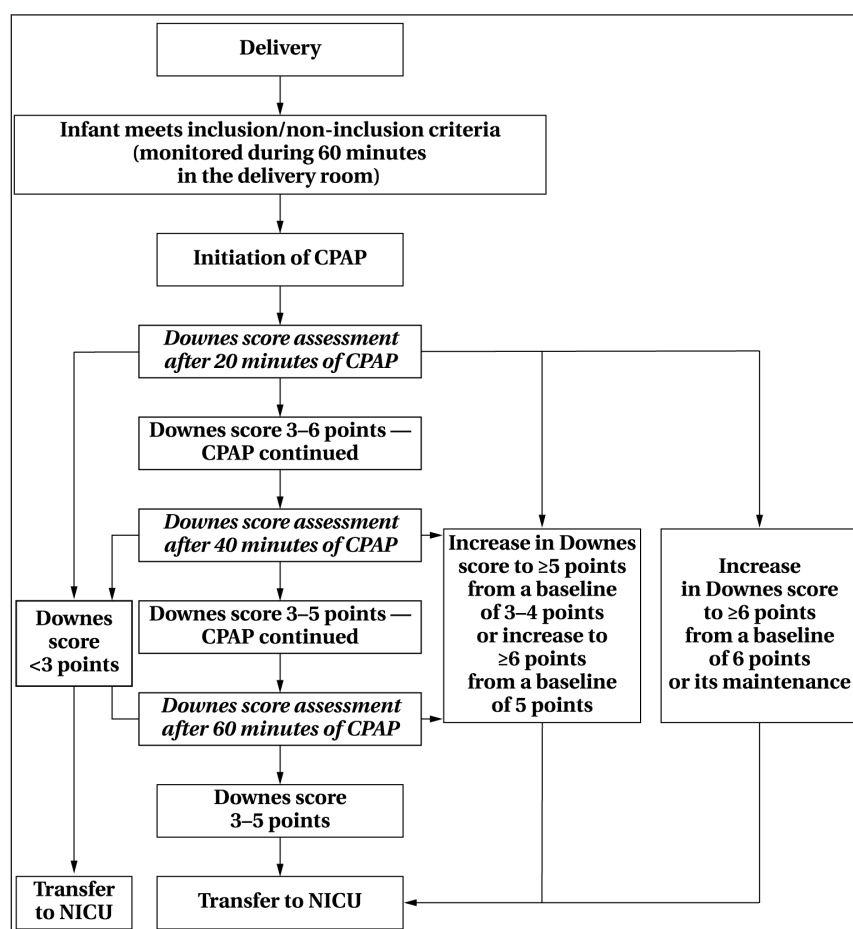 Delivery
Infant meets inclusion/non-inclusion criteria
(monitored during 60 minutes
in the delivery room)
Initiation of CPAP
Downes score assessment
after 20 minutes of CPAP
Downes score 3–6 points —
CPAP continued
Downes score assessment
after 40 minutes of CPAP
Downes score 3–5 points —
CPAP continued
Downes
score
<3 points
Downes score assessment
after 60 minutes of CPAP
Increase in Downes
score to ≥5 points
from a baseline
of 3–4 points
or increase to
≥6 points
from a baseline
of 5 points
Increase
in Downes score
to ≥6 points
from a baseline
of 6 points
or its maintenance
Downes score
3–5 points
Transfer
to NICU
Transfer to NICU